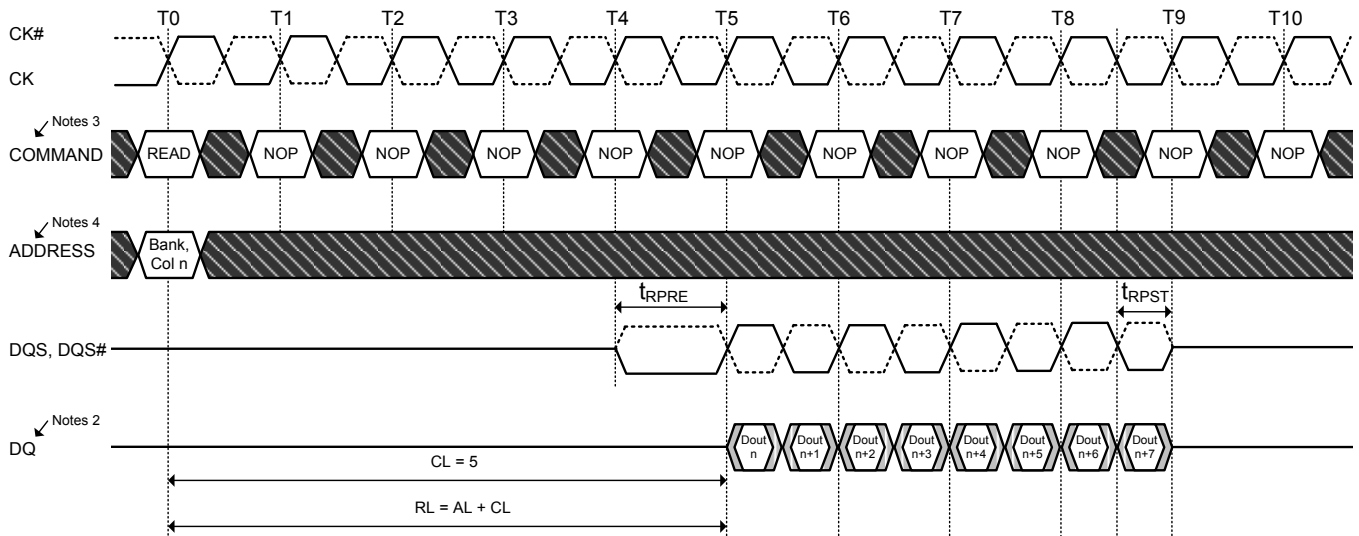 T0 T1 T2 T3 T4 T5 T6 T7 T8 T9 T10
CK#
CK
Notes 3
COMMAND READ NOP NOP NOP NOP NOP NOP NOP NOP NOP NOP
Notes 4
ADDRESS
Bank,
Col n
tRPRE tRPST
DQS, DQS#
Notes 2
DQ
Dout Dout Dout Dout Dout Dout Dout Dout
n n+1 n+2 n+3 n+4 n+5 n+6 n+7
CL = 5
RL = AL + CL